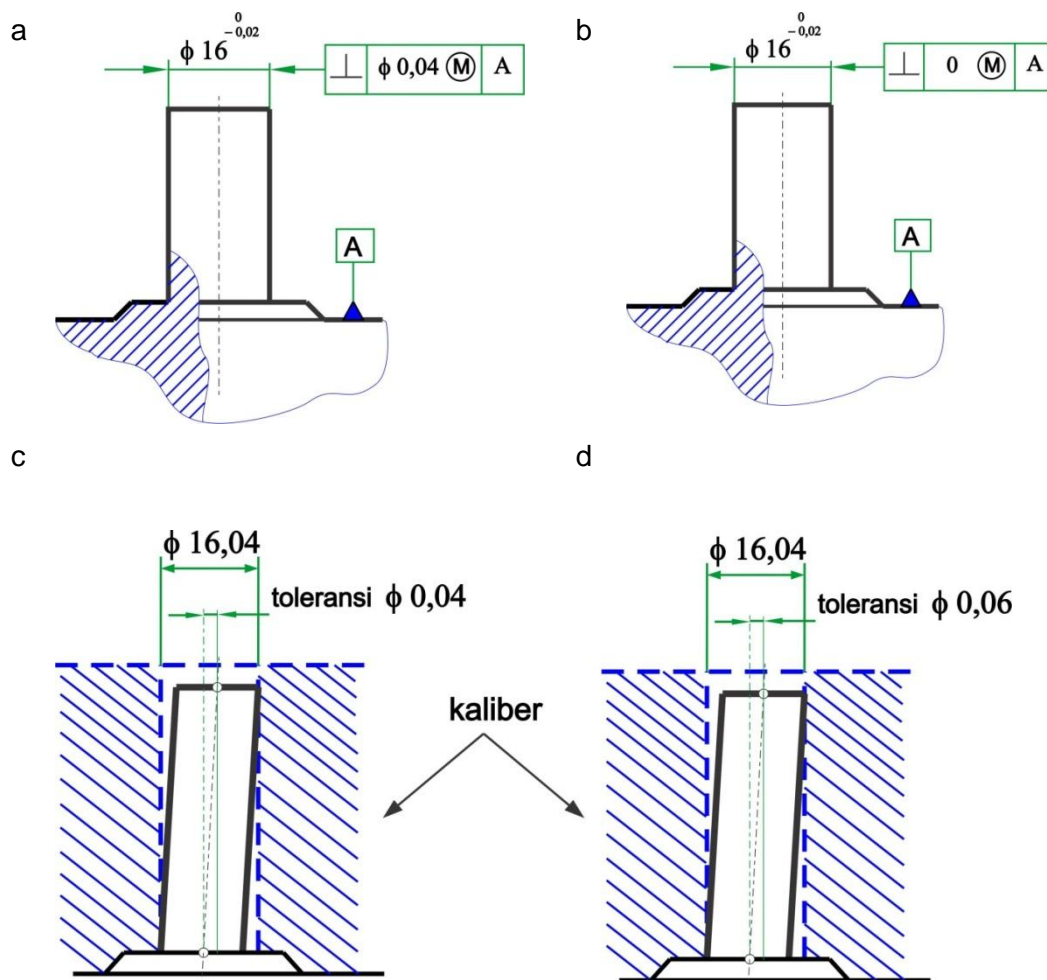 a
0
-0,02
ϕ 16
⊥ ϕ 0,04 Ⓜ A
A
b
0
-0,02
ϕ 16
⊥ 0 Ⓜ A
A
c
ϕ 16,04
toleransi ϕ 0,04
kaliber
d
ϕ 16,04
toleransi ϕ 0,06